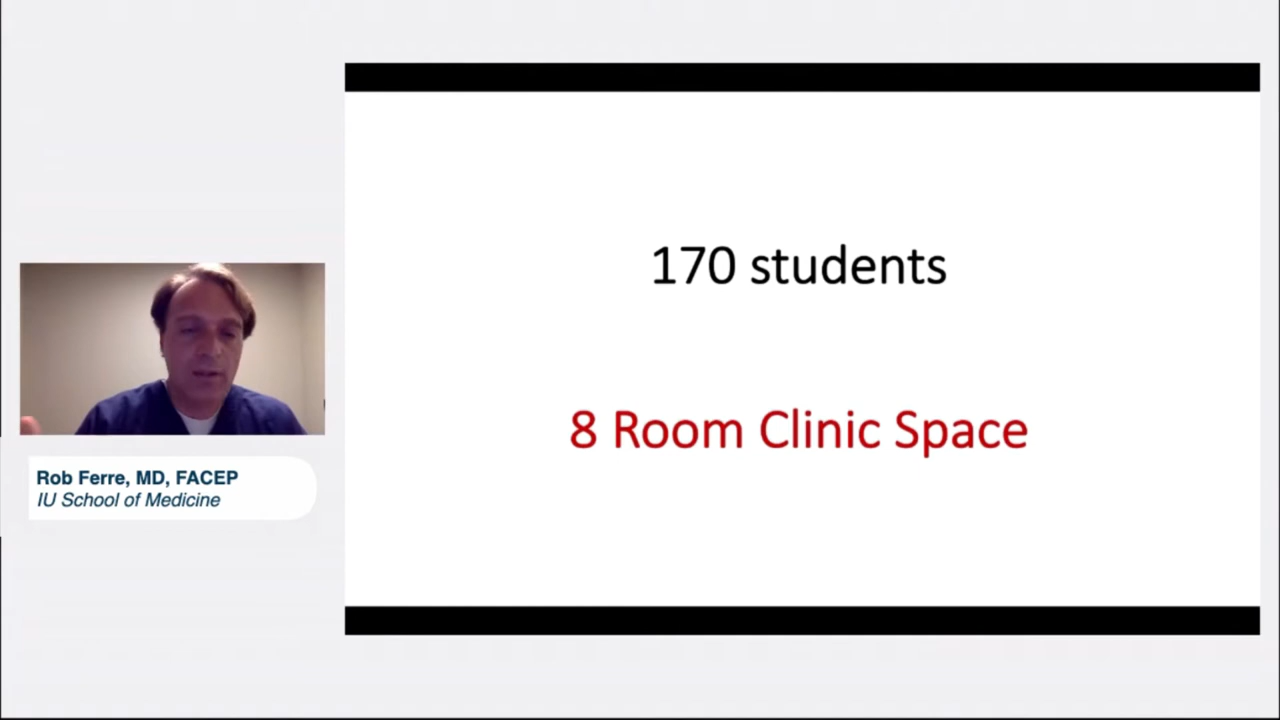 170 students
8 Room Clinic Space
Rob Ferre, MD, FACEP
IU School of Medicine